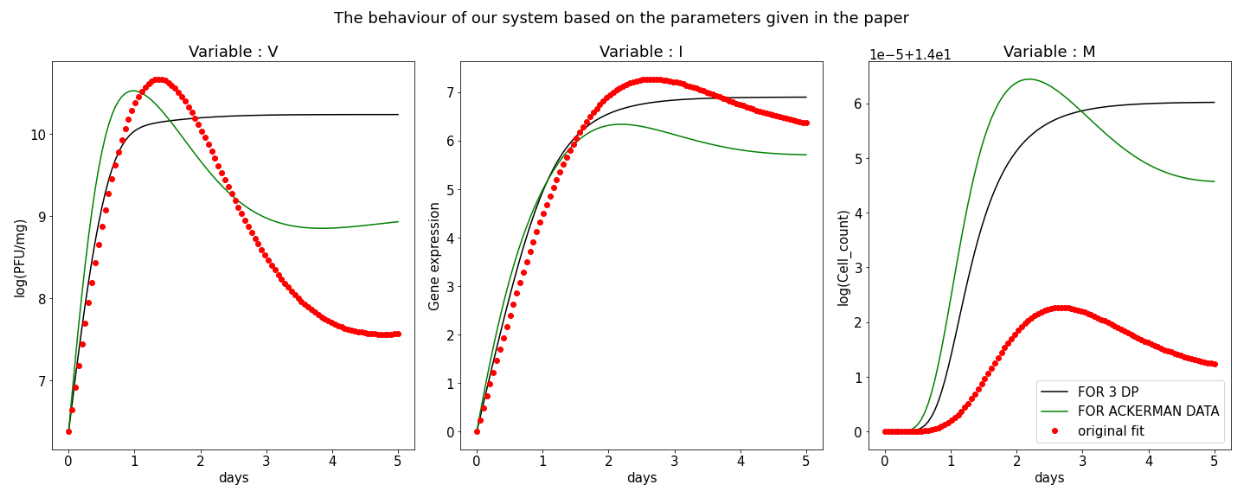 The behaviour of our system based on the parameters given in the paper
Variable : V
log(PFU/mg)
10
9
8
7
0 1 2 3 4 5
days
Variable : I
Gene expression
7
6
5
4
3
2
1
0
0 1 2 3 4 5
days
1e−5+1.4e1
Variable : M
log(Cell_count)
6
5
4
3
2
1
0
FOR 3 DP
FOR ACKERMAN DATA
original fit
0 1 2 3 4 5
days